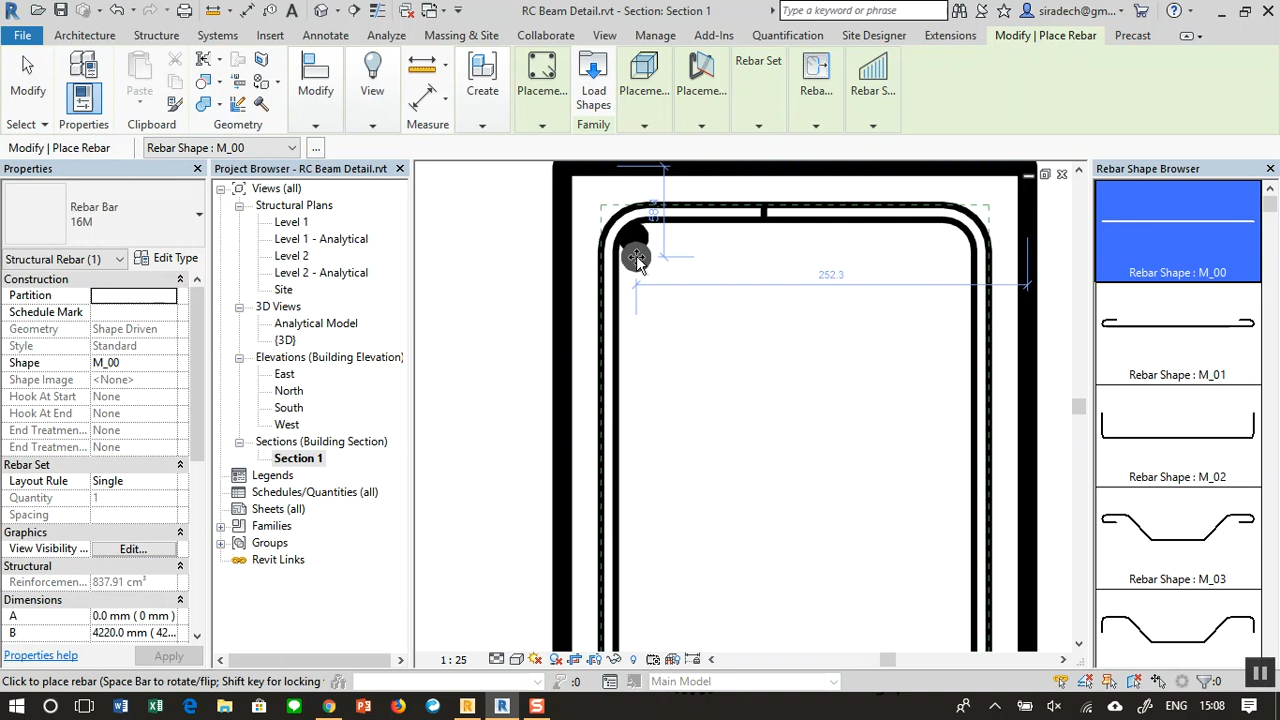 RC Beam Detail.rvt - Section: Section 1
Type a keyword or phrase
siradech@gm...
File
Architecture
Structure
Systems
Insert
Annotate
Analyze
Massing & Site
Collaborate
View
Manage
Add-Ins
Quantification
Site Designer
Extensions
Modify | Place Rebar
Precast
Modify
Paste
Modify
View
Create
Placeme...
Load
Shapes
Placeme...
Placeme...
Rebar Set
Reba...
Rebar S...
Select
Properties
Clipboard
Geometry
Measure
Family
Modify | Place Rebar
Rebar Shape : M_00
...
Properties
Rebar Bar
16M
Structural Rebar (1)
Edit Type
Construction
Partition
Schedule Mark
Geometry Shape Driven
Style Standard
Shape M_00
Shape Image <None>
Hook At Start None
Hook At End None
End Treatmen... None
End Treatmen... None
Rebar Set
Layout Rule Single
Quantity 1
Spacing
Graphics
View Visibility ... Edit...
Structural
Reinforcemen... 837.91 cm³
Dimensions
A 0.0 mm ( 0 mm )
B 4220.0 mm ( 42...
Properties help
Apply
Project Browser - RC Beam Detail.rvt
Views (all)
Structural Plans
Level 1
Level 1 - Analytical
Level 2
Level 2 - Analytical
Site
3D Views
Analytical Model
{3D}
Elevations (Building Elevation)
East
North
South
West
Sections (Building Section)
Section 1
Legends
Schedules/Quantities (all)
Sheets (all)
Families
Groups
Revit Links
252.3
Rebar Shape Browser
Rebar Shape : M_00
Rebar Shape : M_01
Rebar Shape : M_02
Rebar Shape : M_03
1 : 25
Click to place rebar (Space Bar to rotate/flip; Shift key for locking
:0
Main Model
:0
ENG
15:08